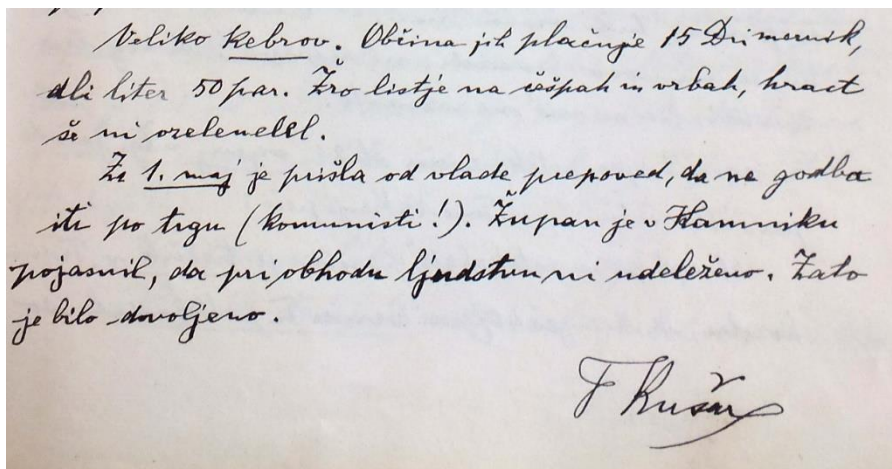 Veliko kebrov. Občina jih plačuje 15 Din mernik,
ali liter 50 par. Žro listje na češpah in vrbah, hrast
še ni ozelenel.
Za 1. maj je prišla od vlade prepoved, da ne godba
iti po trgu (komunisti!). Župan je v Kamniku
pojasnil, da pri obhodu ljudstvo ni udeleženo. Zato
je bilo dovoljeno.
F Kušar